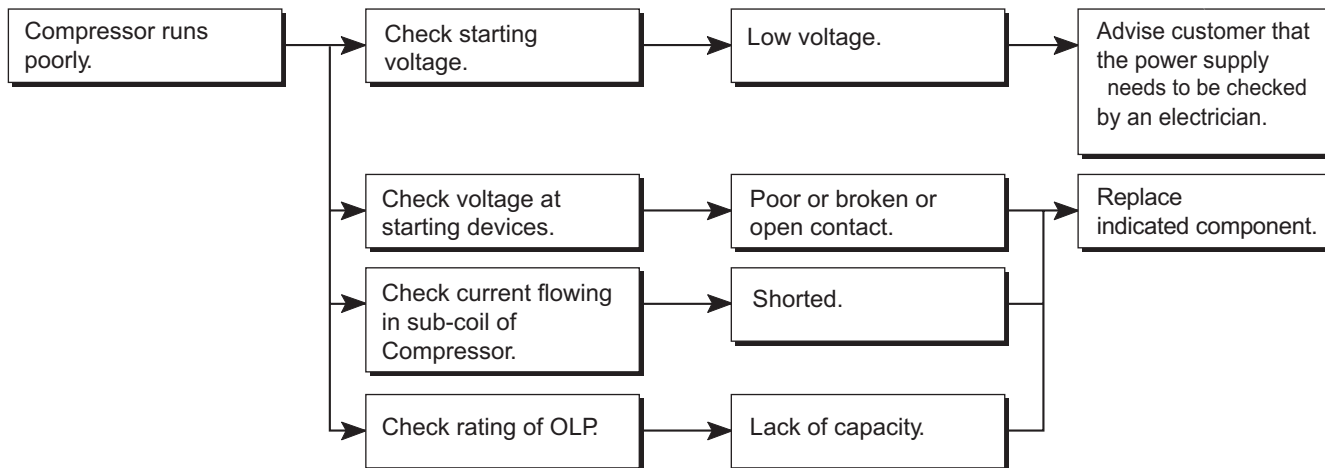 Compressor runs
poorly.
Check starting
voltage.
Low voltage.
Advise customer that
the power supply
needs to be checked
by an electrician.
Check voltage at
starting devices.
Poor or broken or
open contact.
Replace
indicated component.
Check current flowing
in sub-coil of
Compressor.
Shorted.
Check rating of OLP.
Lack of capacity.